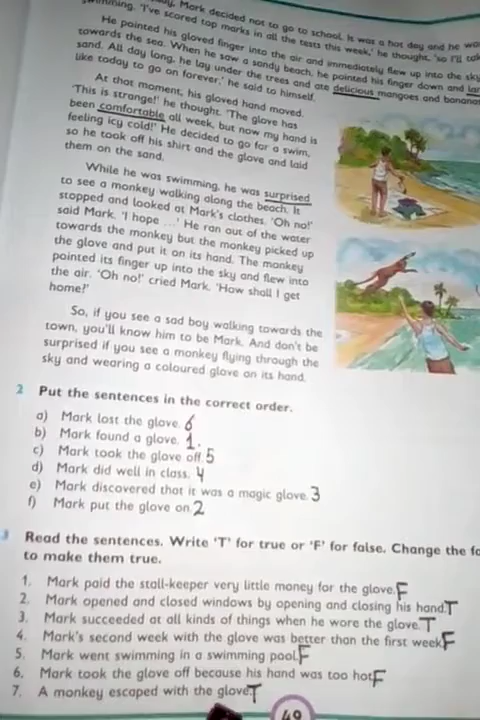 Mark decided not to go to school. It was a hot day and he was
swimming. 'I've scored top marks in all the tests this week,' he thought, 'so I'll
He pointed his gloved finger into the air and immediately flew up into the sky
towards the sea. When he saw a sandy beach, he pointed his finger down and
sand. All day long, he lay under the trees and ate delicious mangoes and
like today to go on forever,' he said to himself.
At that moment, his gloved hand moved.
'This is strange!' he thought. 'The glove has
been comfortable all week, but now my hand is
feeling icy cold!' He decided to go for a swim,
so he took off his shirt and the glove and laid
them on the sand.
While he was swimming, he was surprised
to see a monkey walking along the beach. It
stopped and looked at Mark's clothes. 'Oh no!'
said Mark. 'I hope ...' He ran out of the water
towards the monkey but the monkey picked up
the glove and put it on its hand. The monkey
pointed its finger up into the sky and flew into
the air. 'Oh no!' cried Mark. 'How shall I get
home?'
So, if you see a sad boy walking towards the
town, you'll know him to be Mark. And don't be
surprised if you see a monkey flying through the
sky and wearing a coloured glove on its hand.
2 Put the sentences in the correct order.
a) Mark lost the glove. 6
b) Mark found a glove. 1.
c) Mark took the glove off. 5
d) Mark did well in class. 4
e) Mark discovered that it was a magic glove. 3
f) Mark put the glove on. 2
3 Read the sentences. Write 'T' for true or 'F' for false. Change the
to make them true.
1. Mark paid the stall-keeper very little money for the glove. F
2. Mark opened and closed windows by opening and closing his hand. T
3. Mark succeeded at all kinds of things when he wore the glove. T
4. Mark's second week with the glove was better than the first week. F
5. Mark went swimming in a swimming pool. F
6. Mark took the glove off because his hand was too hot. F
7. A monkey escaped with the glove. T
49